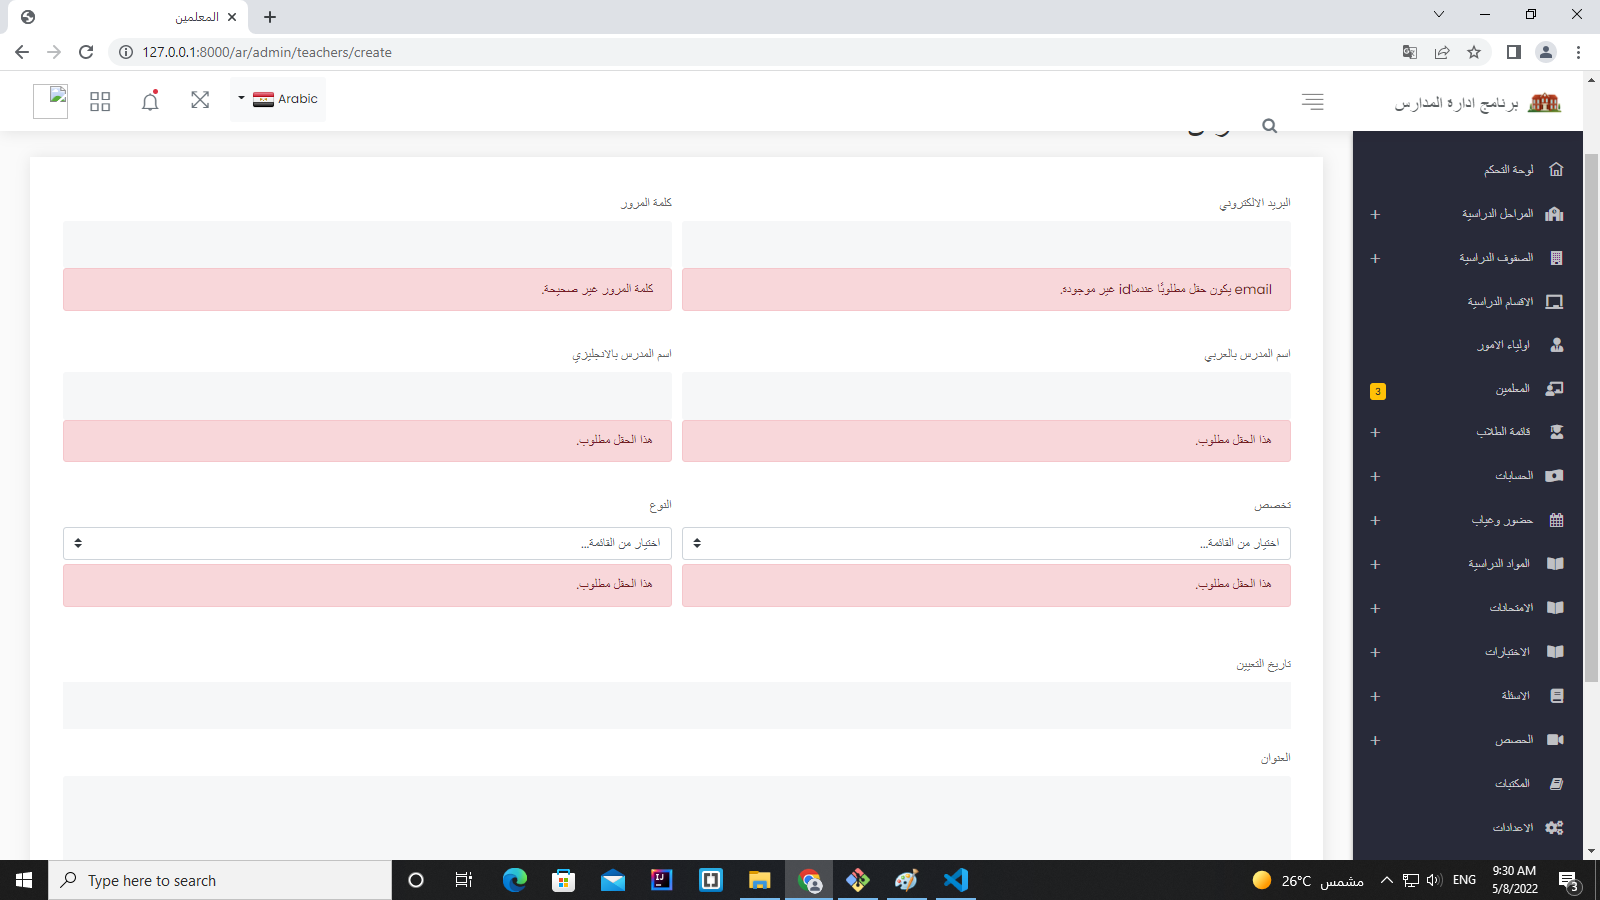 المعلمين
127.0.0.1:8000/ar/admin/teachers/create
Arabic
برنامج ادارة المدارس
لوحة التحكم
المراحل الدراسية
الصفوف الدراسية
الاقسام الدراسية
اولياء الامور
المعلمين
3
قائمة الطلاب
الحسابات
حضور وغياب
المواد الدراسية
الامتحانات
الاختبارات
الاسئلة
الحصص
المكتبات
الاعدادات
البريد الالكتروني
كلمة المرور
email يكون حقل مطلوبًا عندماid غير موجودة.
كلمة المرور غير صحيحة.
اسم المدرس بالعربي
اسم المدرس بالانجليزي
هذا الحقل مطلوب.
هذا الحقل مطلوب.
تخصص
النوع
اختيار من القائمة...
اختيار من القائمة...
هذا الحقل مطلوب.
هذا الحقل مطلوب.
تاريخ التعيين
العنوان
Type here to search
26°C مشمس
ENG
9:30 AM
5/8/2022
3